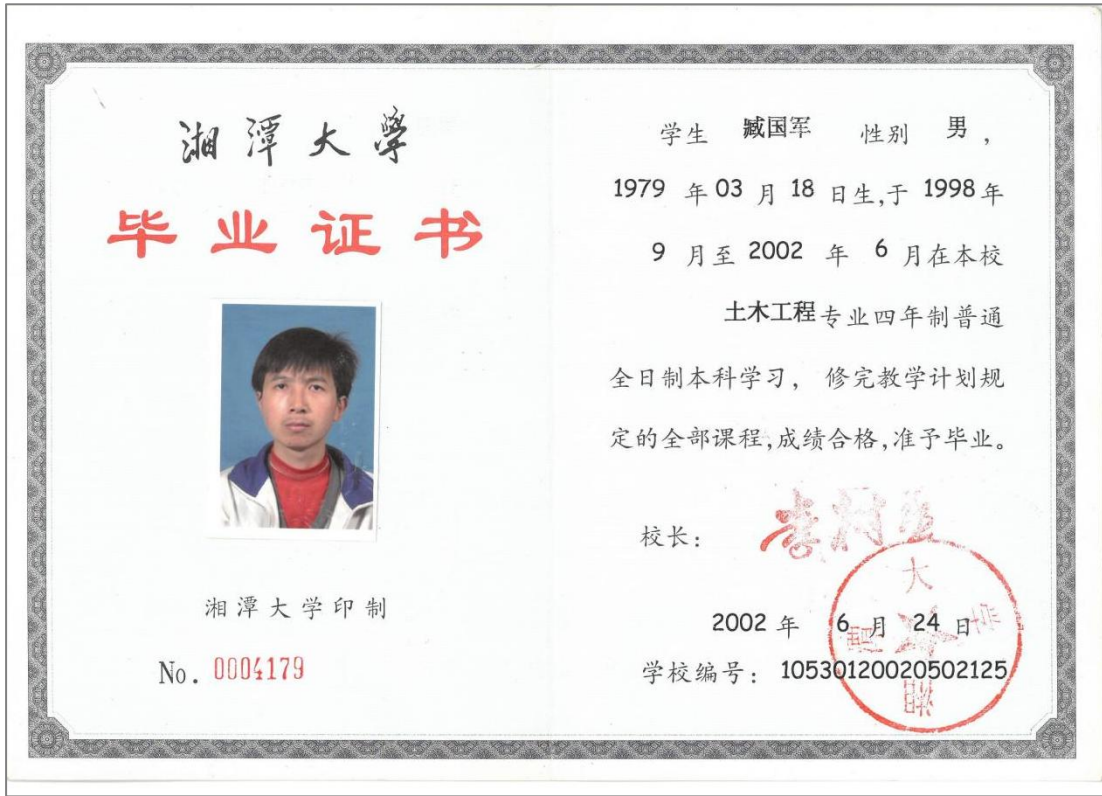 湘潭大學
毕业证书
湘潭大学印制
No. 0004179
学生 臧国军 性别 男，
1979 年 03 月 18 日生,于 1998 年
9 月至 2002 年 6 月在本校
土木工程专业四年制普通
全日制本科学习， 修完教学计划规
定的全部课程,成绩合格,准予毕业。
校长：
2002 年 6 月 24 日
学校编号： 10530120020502125